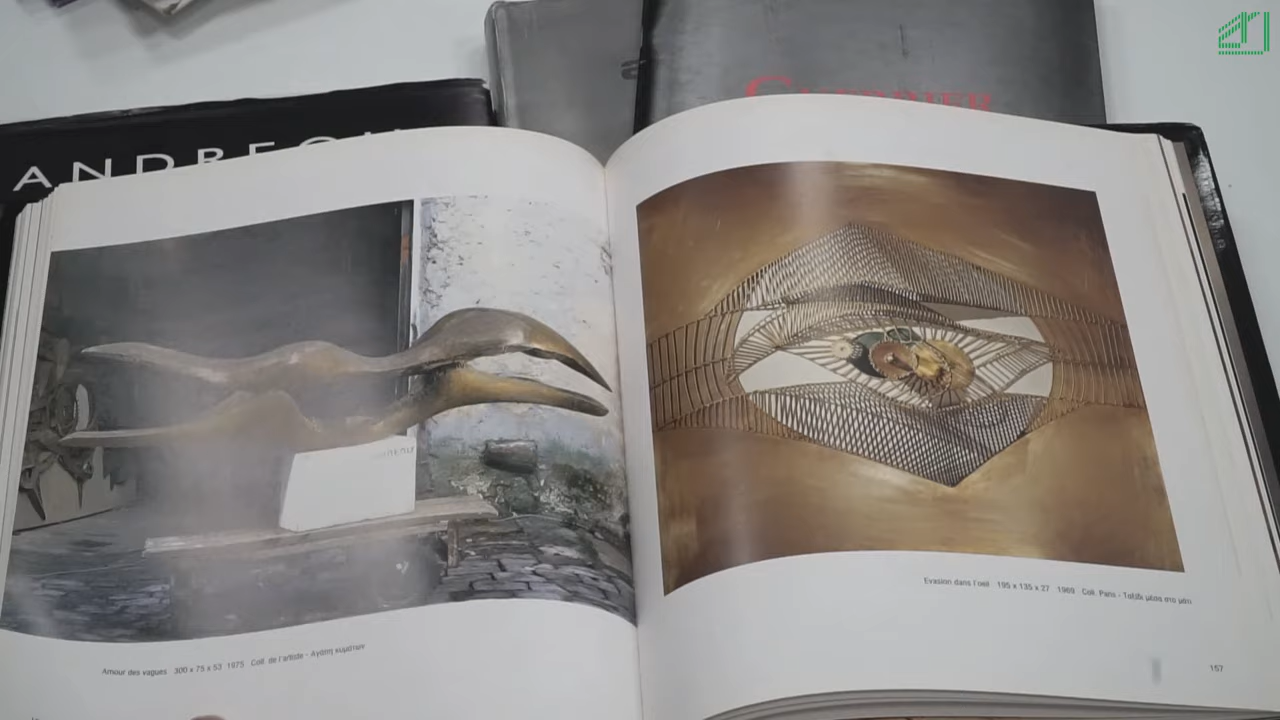 ANDREOU
Amour des vagues 300 x 75 x 53 1975 Coll. de l'artiste - Αγάπη κυμάτων
Evasion dans l'oeil 195 x 135 x 27 1969 Coll. Paris - Ταξίδι μέσα στο μάτι
157